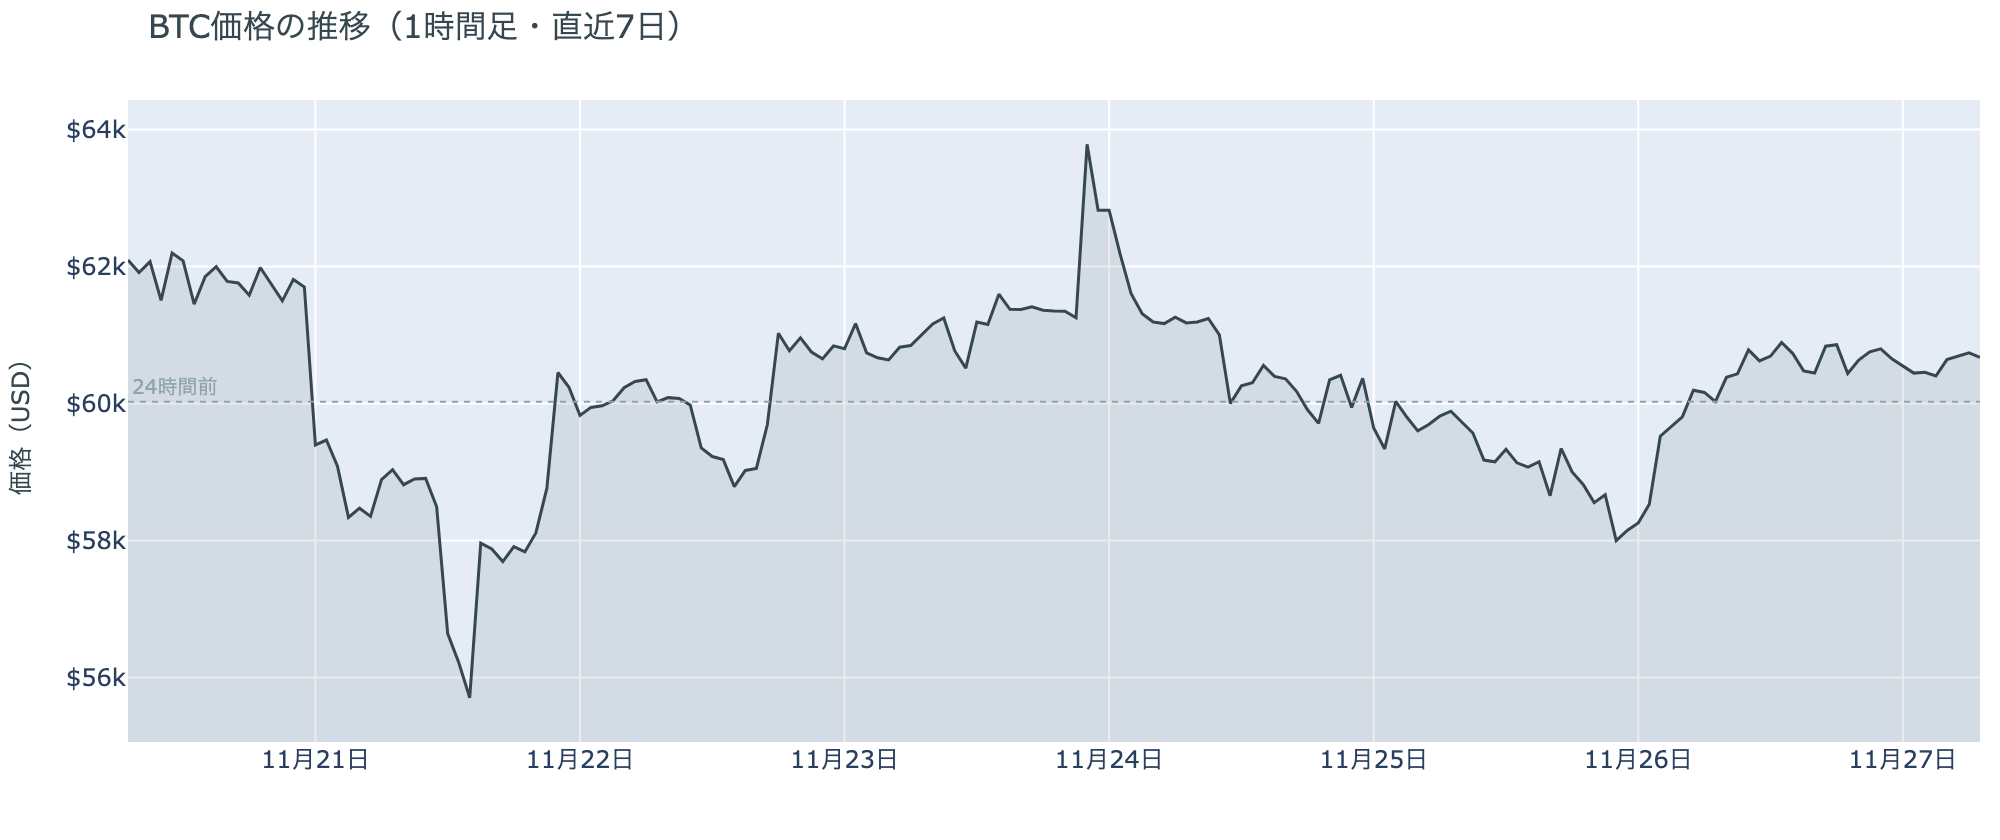 BTC価格の推移（1時間足・直近7日）
価格（USD）
$64k
$62k
$60k
$58k
$56k
24時間前
11月21日
11月22日
11月23日
11月24日
11月25日
11月26日
11月27日